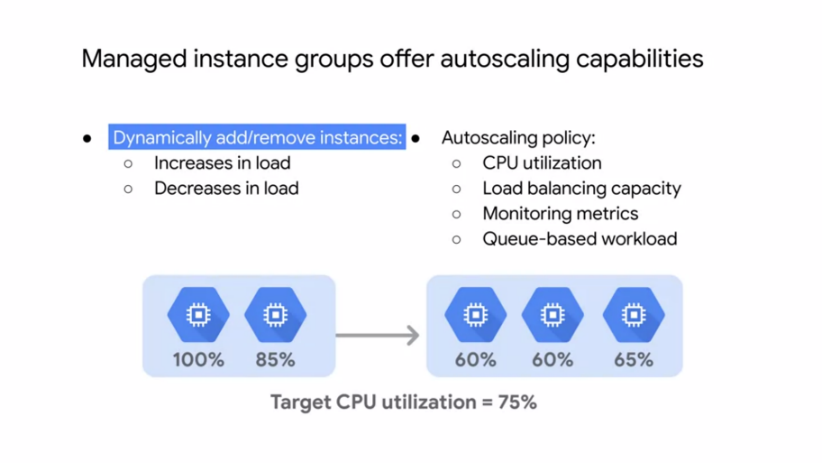 Managed instance groups offer autoscaling capabilities
● Dynamically add/remove instances:
○ Increases in load
○ Decreases in load
● Autoscaling policy:
○ CPU utilization
○ Load balancing capacity
○ Monitoring metrics
○ Queue-based workload
100% 85%
60% 60% 65%
Target CPU utilization = 75%